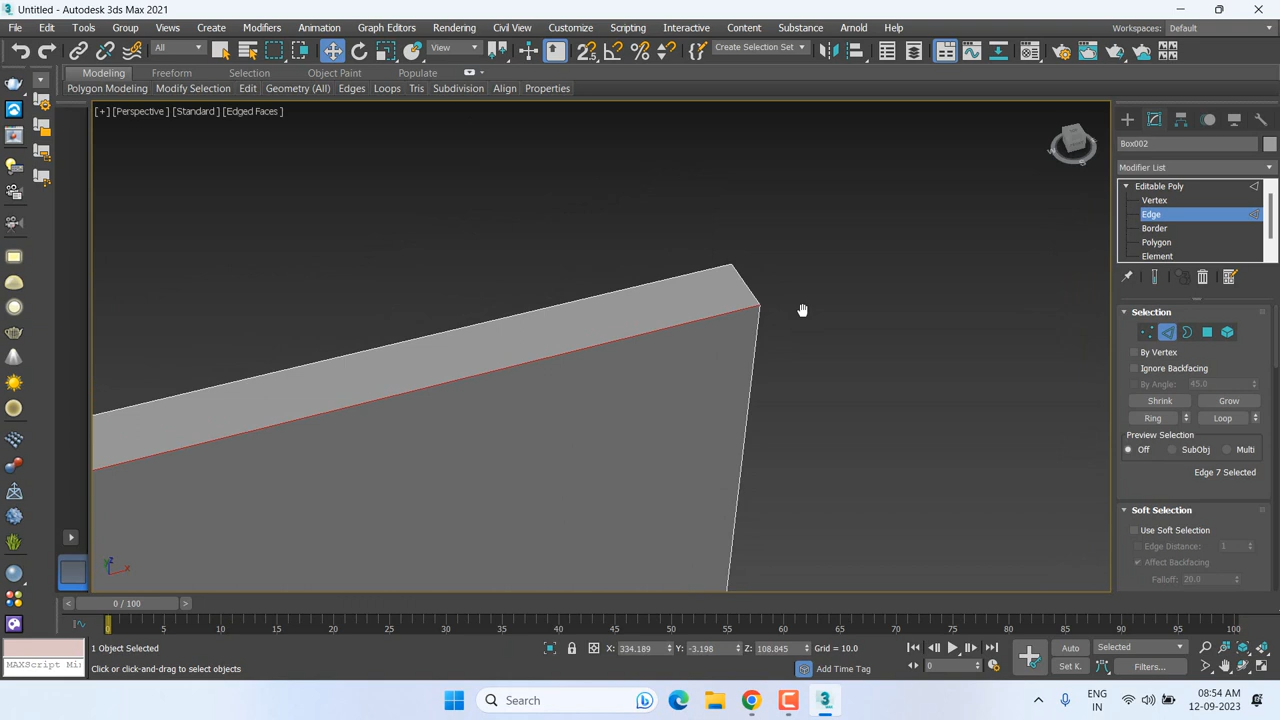 Untitled - Autodesk 3ds Max 2021
File Edit Tools Group Views Create Modifiers Animation Graph Editors Rendering Civil View Customize Scripting Interactive Content Substance Arnold Help Workspaces: Default
All View Create Selection Set
Modeling Freeform Selection Object Paint Populate
Polygon Modeling Modify Selection Edit Geometry (All) Edges Loops Tris Subdivision Align Properties
[+] [Perspective ] [Standard ] [Edged Faces ]
Box002
Modifier List
Editable Poly
Vertex
Edge
Border
Polygon
Element
Selection
By Vertex
Ignore Backfacing
By Angle: 45.0
Shrink Grow
Ring Loop
Preview Selection
Off SubObj Multi
Edge 7 Selected
Soft Selection
Use Soft Selection
Edge Distance: 1
Affect Backfacing
Falloff: 20.0
< 0 / 100 >
0 5 10 15 20 25 30 35 40 45 50 55 60 65 70 75 80 85 90 95 100
1 Object Selected X: 334.189 Y: -3.198 Z: 108.845 Grid = 10.0 Auto Selected
MAXScript Mi Click or click-and-drag to select objects Add Time Tag 0 Set K. Filters...
Search ENG IN 08:54 AM 12-09-2023